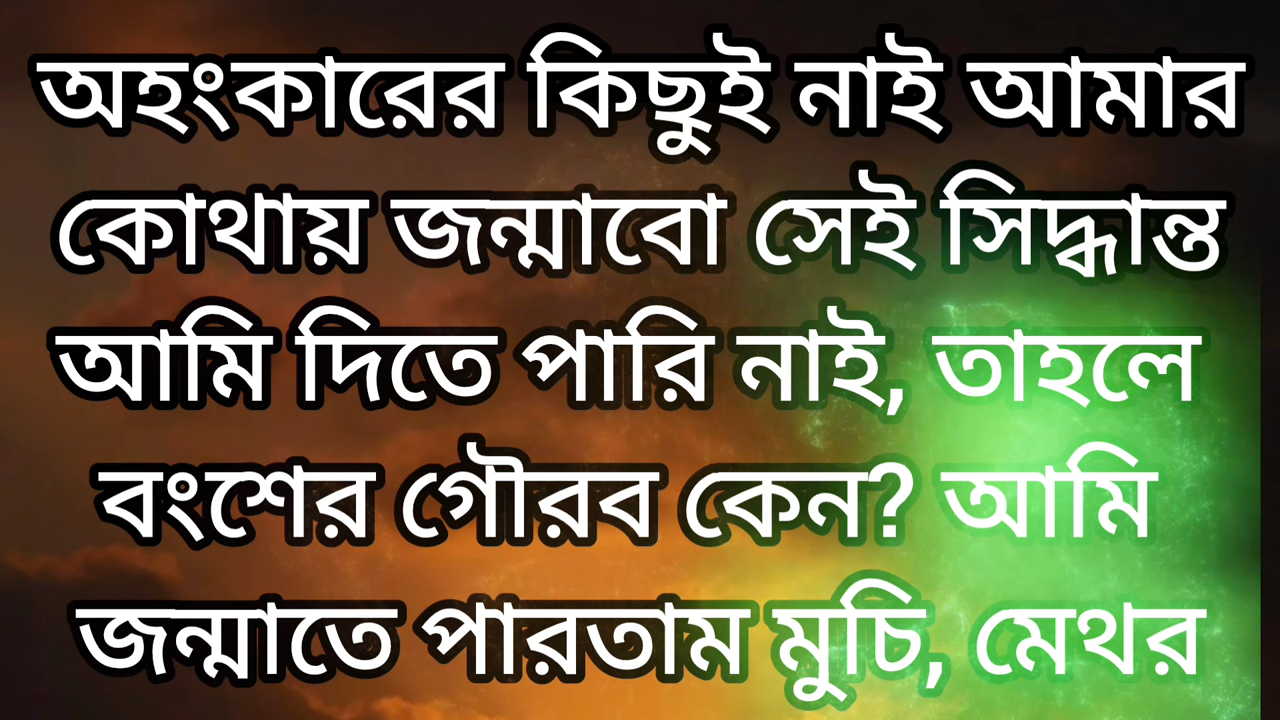 অহংকারের কিছুই নাই আমার
কোথায় জন্মাবো সেই সিদ্ধান্ত
আমি দিতে পারি নাই, তাহলে
বংশের গৌরব কেন? আমি
জন্মাতে পারতাম মুচি, মেথর